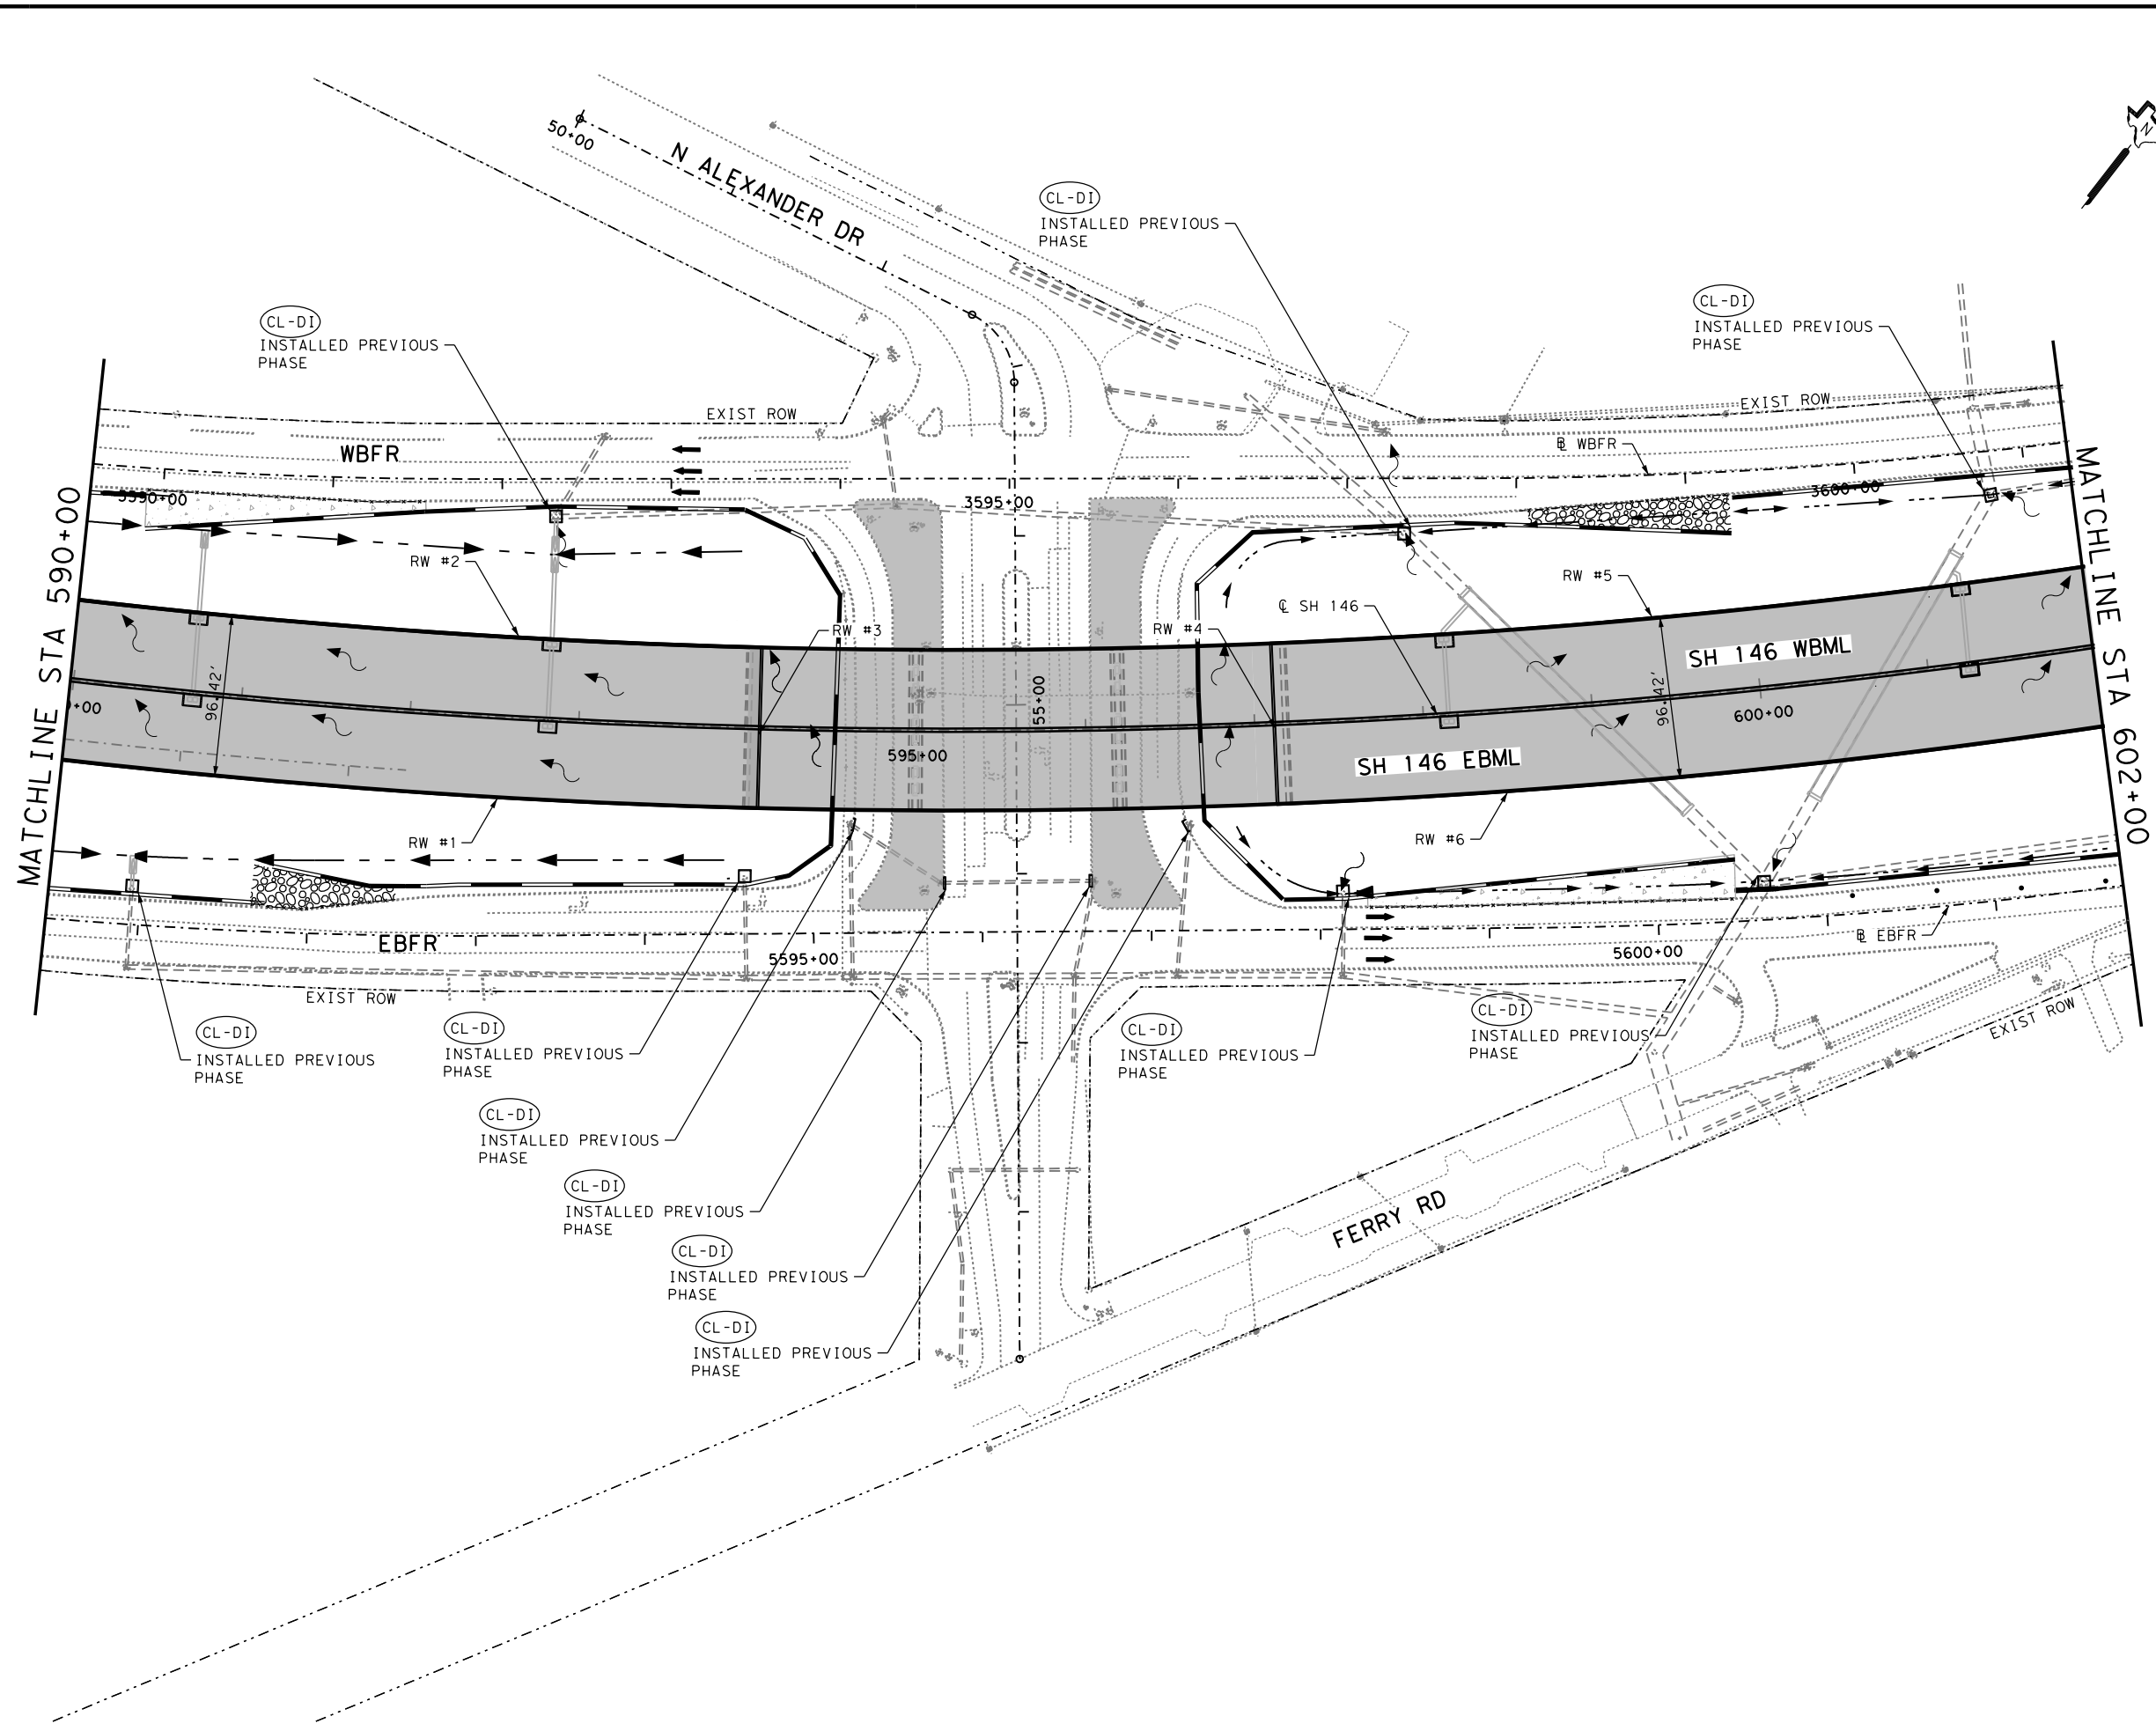 50+00
N ALEXANDER DR
CL-DI
INSTALLED PREVIOUS
PHASE
N
CL-DI
INSTALLED PREVIOUS
PHASE
CL-DI
INSTALLED PREVIOUS
PHASE
EXIST ROW
EXIST ROW
WBFR
℄ WBFR
MATCHLINE STA 590+00
MATCHLINE STA 602+00
3590+00
3595+00
3600+00
RW #2
RW #5
℄ SH 146
RW #3
RW #4
SH 146 WBML
96.42'
96.42'
55+00
+00
600+00
595+00
SH 146 EBML
RW #1
RW #6
EBFR
℄ EBFR
5595+00
5600+00
EXIST ROW
EXIST ROW
CL-DI
INSTALLED PREVIOUS
PHASE
CL-DI
INSTALLED PREVIOUS
PHASE
CL-DI
INSTALLED PREVIOUS
PHASE
CL-DI
INSTALLED PREVIOUS
PHASE
CL-DI
INSTALLED PREVIOUS
PHASE
CL-DI
INSTALLED PREVIOUS
PHASE
FERRY RD
CL-DI
INSTALLED PREVIOUS
PHASE
CL-DI
INSTALLED PREVIOUS
PHASE